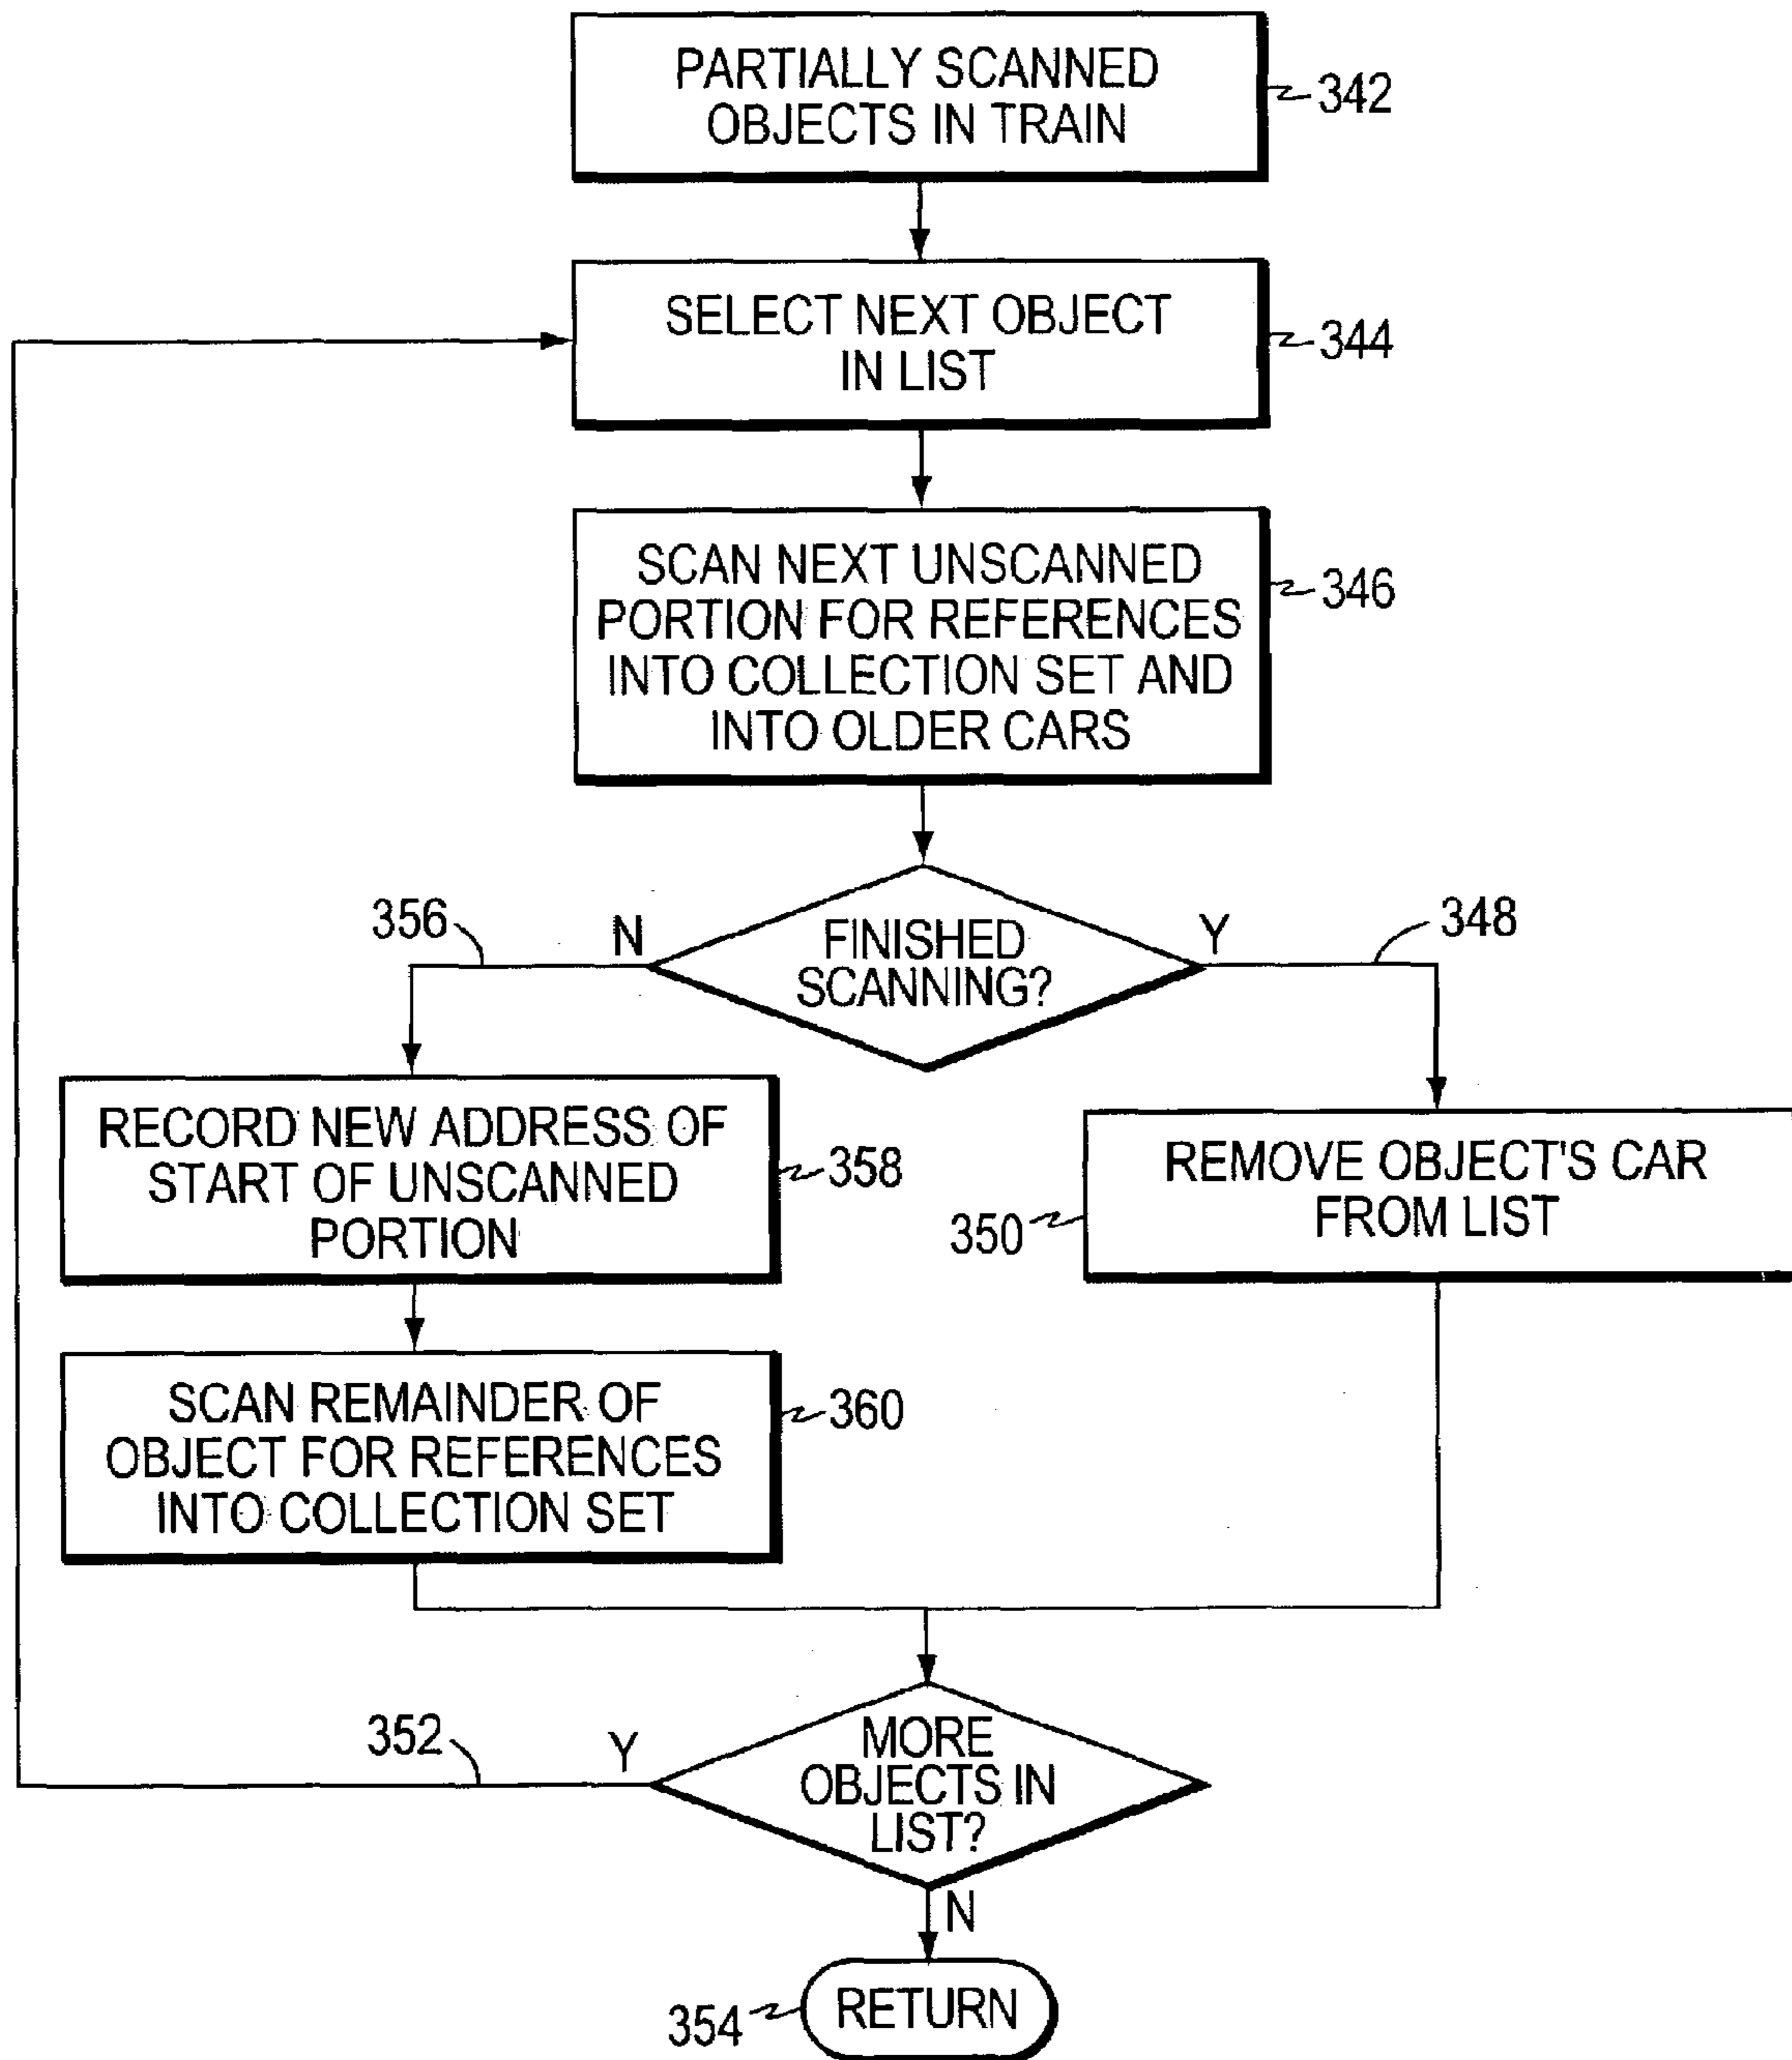 PARTIALLY SCANNED
OBJECTS IN TRAIN
342
SELECT NEXT OBJECT
IN LIST
344
SCAN NEXT UNSCANNED
PORTION FOR REFERENCES
INTO COLLECTION SET AND
INTO OLDER CARS
346
356
N
FINISHED
SCANNING?
Y
348
RECORD NEW ADDRESS OF
START OF UNSCANNED
PORTION
358
REMOVE OBJECT'S CAR
FROM LIST
350
SCAN REMAINDER OF
OBJECT FOR REFERENCES
INTO COLLECTION SET
360
352
Y
MORE
OBJECTS IN
LIST?
N
RETURN
354